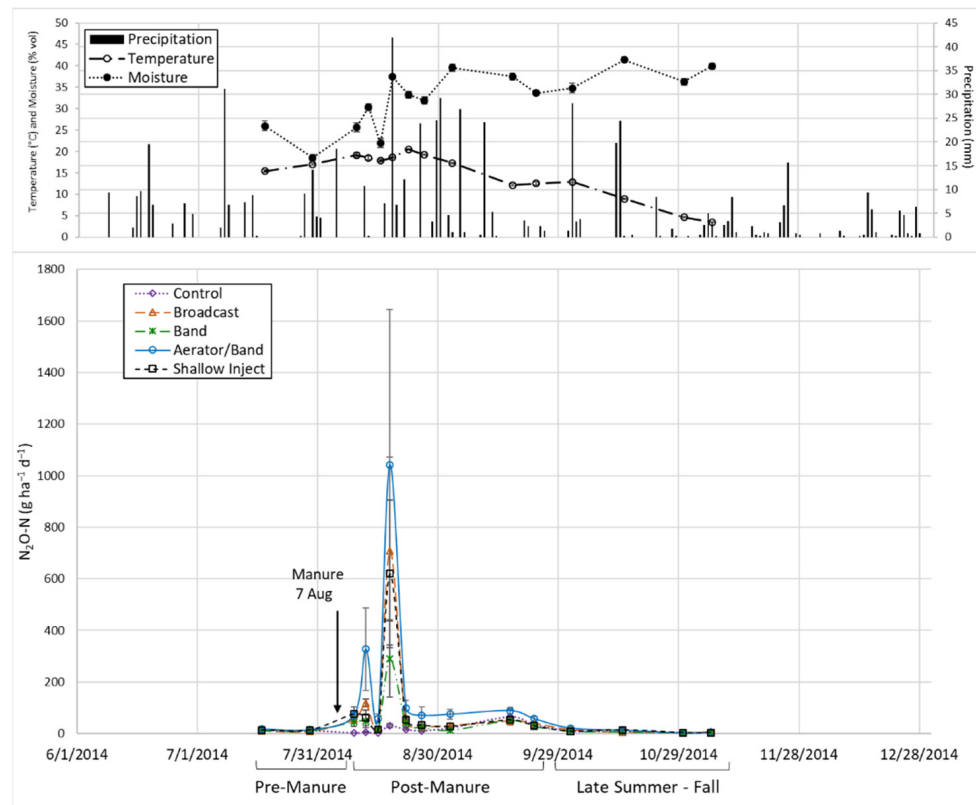 50
45
40
35
30
25
20
15
10
5
0
Temperature (°C) and Moisture (% vol)
Precipitation
Temperature
Moisture
45
40
35
30
25
20
15
10
5
0
Precipitation (mm)
1800
1600
1400
1200
1000
800
600
400
200
0
N₂O-N (g ha⁻¹ d⁻¹)
Control
Broadcast
Band
Aerator/Band
Shallow Inject
Manure
7 Aug
6/1/2014 7/1/2014 7/31/2014 8/30/2014 9/29/2014 10/29/2014 11/28/2014 12/28/2014
Pre-Manure Post-Manure Late Summer - Fall